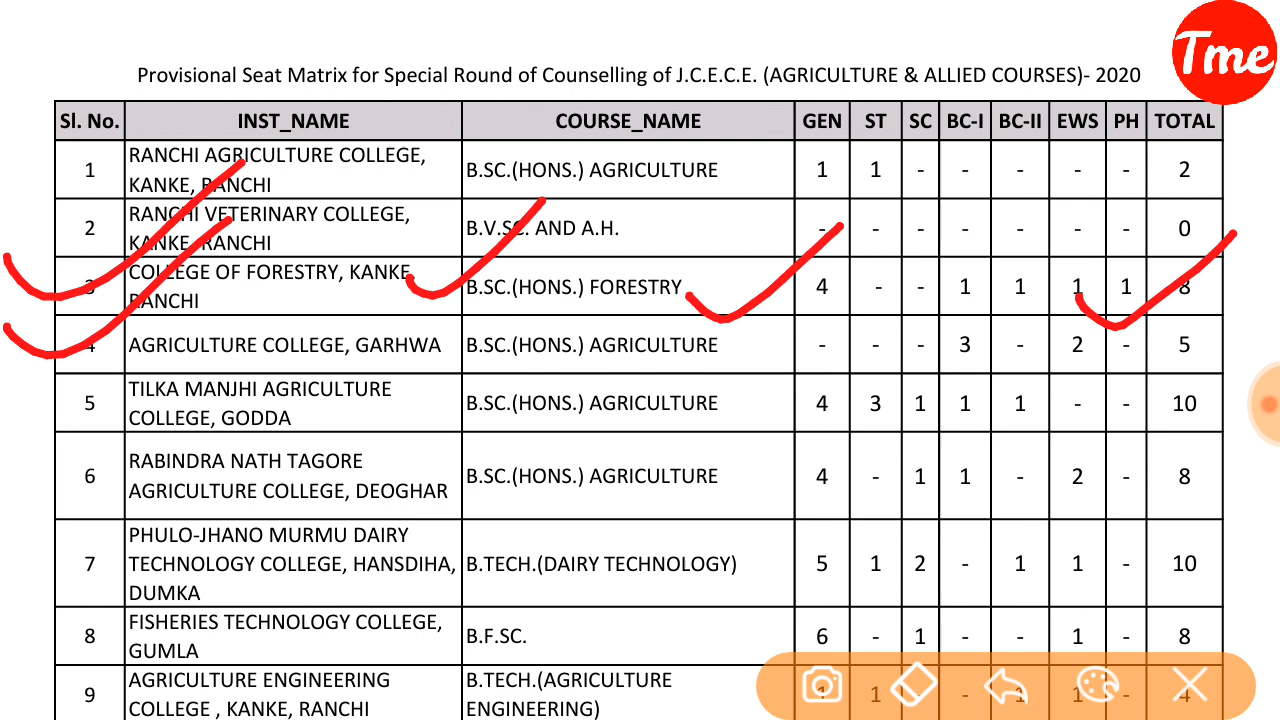 Tme
Provisional Seat Matrix for Special Round of Counselling of J.C.E.C.E. (AGRICULTURE & ALLIED COURSES)- 2020
Sl. No. INST_NAME COURSE_NAME GEN ST SC BC-I BC-II EWS PH TOTAL
1 RANCHI AGRICULTURE COLLEGE, KANKE, RANCHI B.SC.(HONS.) AGRICULTURE 1 1 - - - - - 2
2 RANCHI VETERINARY COLLEGE, KANKE, RANCHI B.V.SC. AND A.H. - - - - - - - 0
3 COLLEGE OF FORESTRY, KANKE, RANCHI B.SC.(HONS.) FORESTRY 4 - - 1 1 1 1 8
4 AGRICULTURE COLLEGE, GARHWA B.SC.(HONS.) AGRICULTURE - - - 3 - 2 - 5
5 TILKA MANJHI AGRICULTURE COLLEGE, GODDA B.SC.(HONS.) AGRICULTURE 4 3 1 1 1 - - 10
6 RABINDRA NATH TAGORE AGRICULTURE COLLEGE, DEOGHAR B.SC.(HONS.) AGRICULTURE 4 - 1 1 - 2 - 8
7 PHULO-JHANO MURMU DAIRY TECHNOLOGY COLLEGE, HANSDIHA, DUMKA B.TECH.(DAIRY TECHNOLOGY) 5 1 2 - 1 1 - 10
8 FISHERIES TECHNOLOGY COLLEGE, GUMLA B.F.SC. 6 - 1 - - 1 - 8
9 AGRICULTURE ENGINEERING COLLEGE , KANKE, RANCHI B.TECH.(AGRICULTURE ENGINEERING) 1 1 - - 1 1 - 4